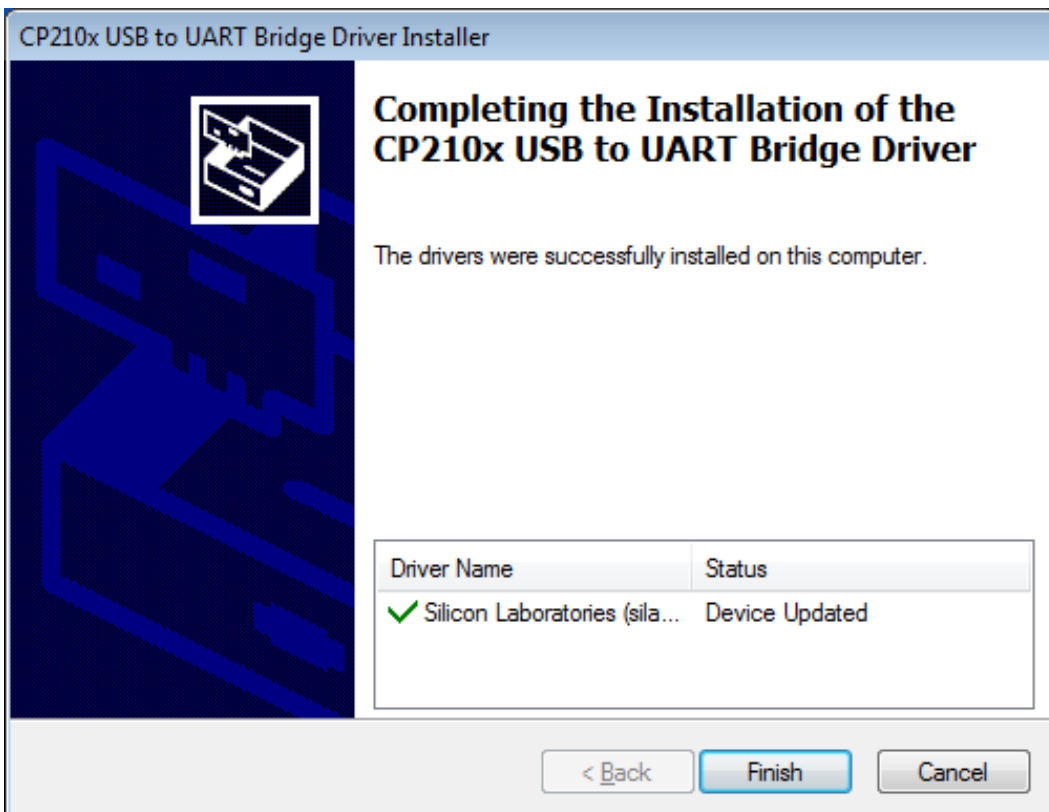 CP210x USB to UART Bridge Driver Installer
Completing the Installation of the
CP210x USB to UART Bridge Driver
The drivers were successfully installed on this computer.
Driver Name Status
Silicon Laboratories (sila... Device Updated
< Back Finish Cancel